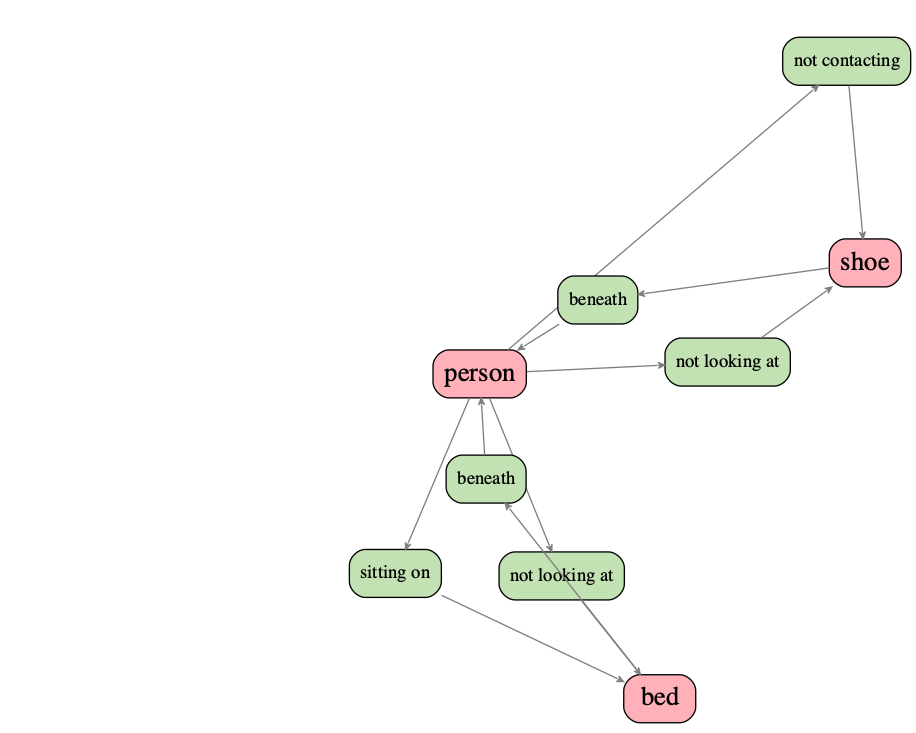 not contacting
shoe
beneath
not looking at
person
beneath
sitting on
not looking at
bed